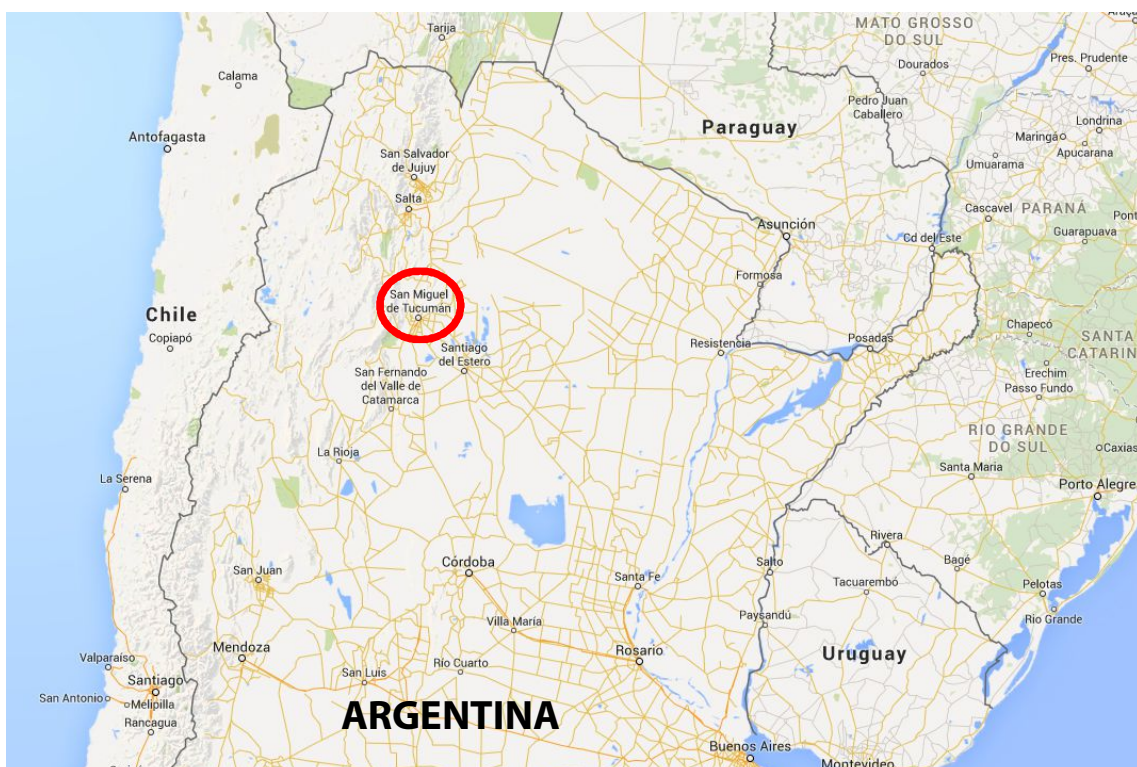 MATO GROSSO
DO SUL
Tarija
Dourados
Pres. Prudente
Calama
Pedro Juan
Caballero
Londrina
Paraguay
Maringá
Apucarana
Antofagasta
Umuarama
San Salvador
de Jujuy
Salta
Cascavel
PARANÁ
Pont
Asunción
Guarapuava
Cd del Este
Formosa
San Miguel
de Tucumán
Chile
Copiapó
Chapecó
SANTA
CATARIN
Resistencia
Posadas
Santiago
del Estero
San Fernando
del Valle de
Catamarca
Erechim
Passo Fundo
RIO GRANDE
DO SUL
La Rioja
Caxias
Santa Maria
La Serena
Porto Alegre
Rivera
Córdoba
Bagé
San Juan
Santa Fe
Salto
Tacuarembó
Pelotas
Villa María
Paysandú
Rio Grande
Mendoza
Rosario
Uruguay
Valparaíso
Río Cuarto
San Luis
Santiago
San Antonio
Melipilla
Rancagua
ARGENTINA
Buenos Aires
Montevideo